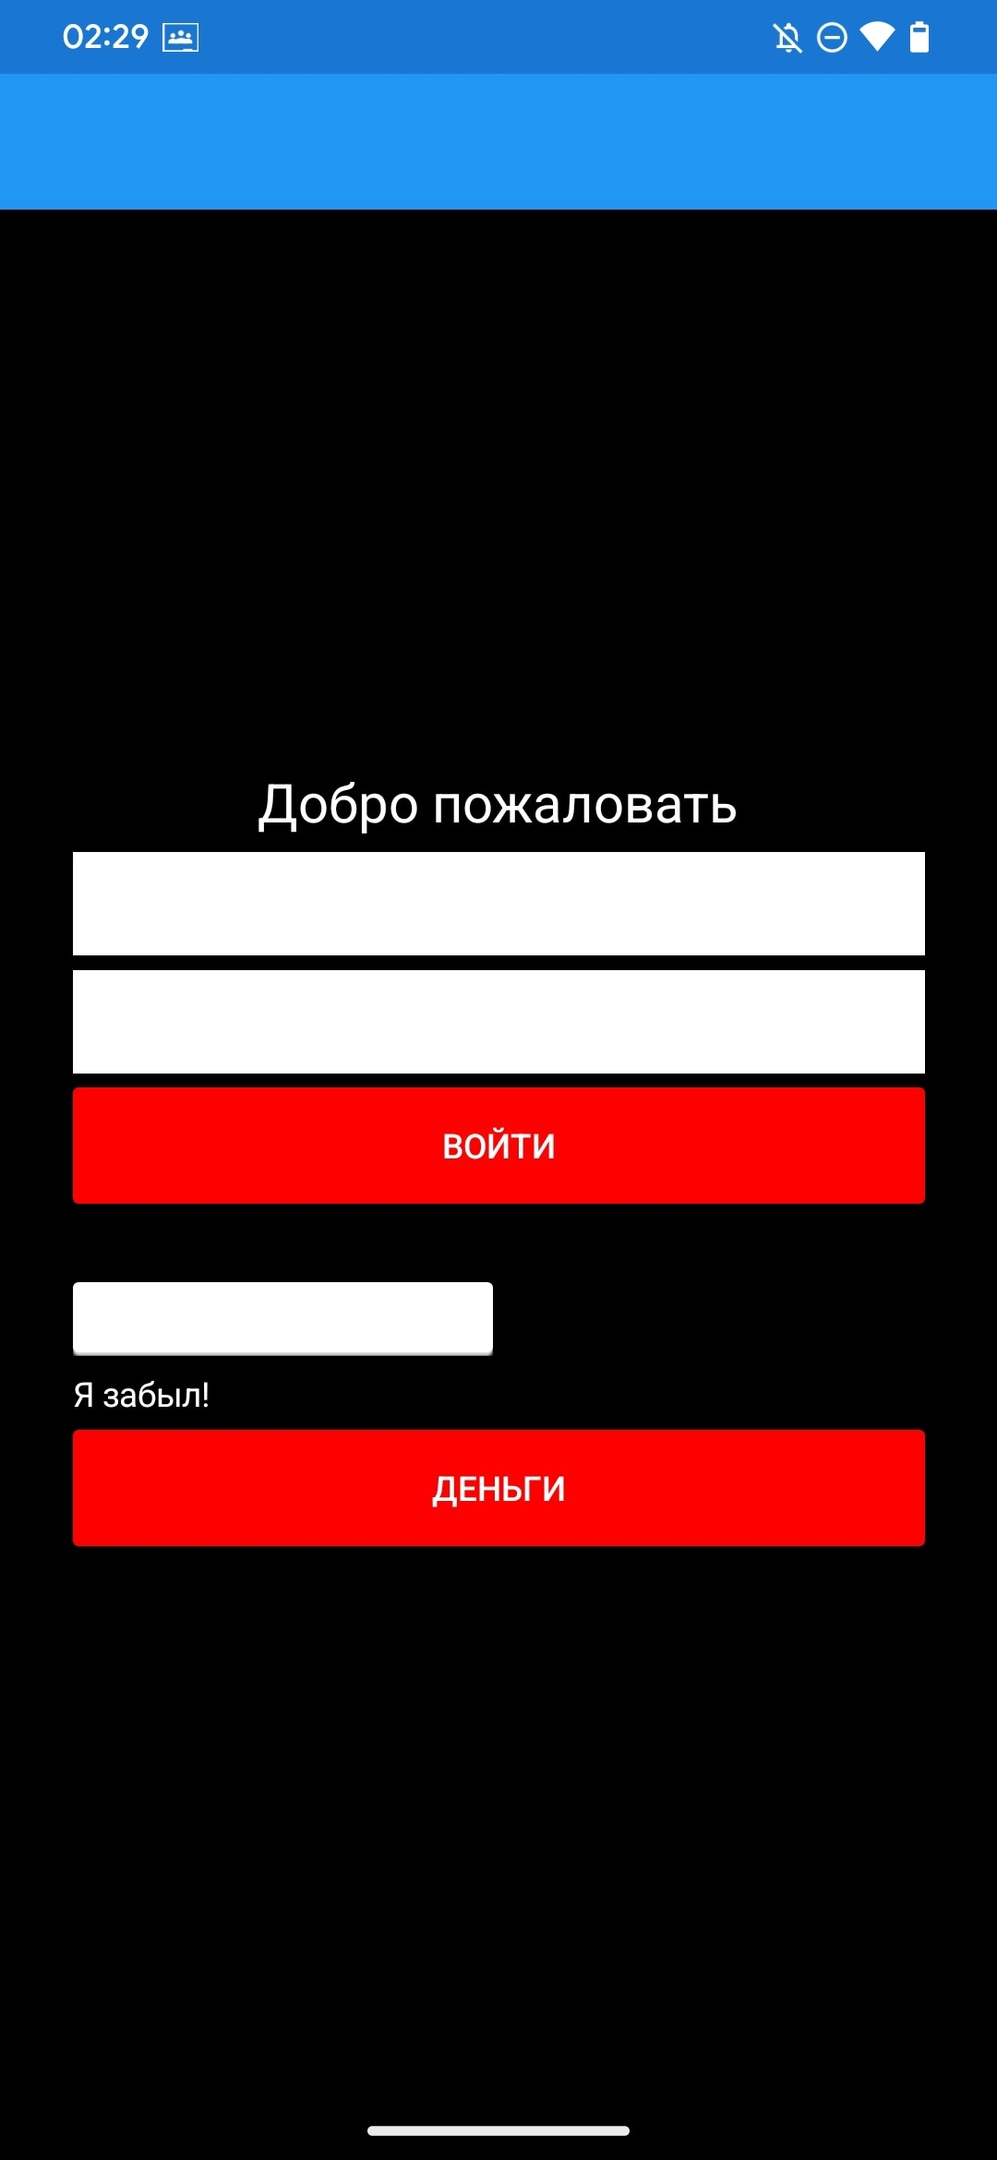 02:29
Добро пожаловать
ВОЙТИ
Я забыл!
ДЕНЬГИ